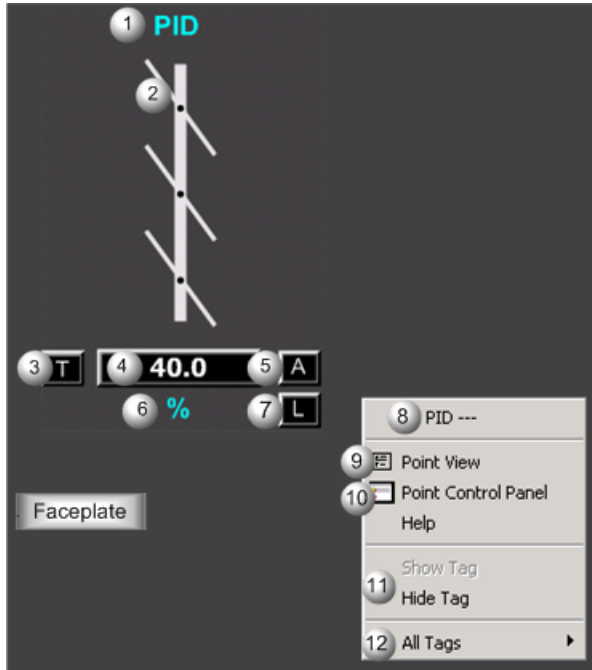 1 PID
2
3 T 4 40.0 5 A
6 % 7 L
8 PID ---
9 Point View
10 Point Control Panel
Help
Show Tag
11
Hide Tag
12 All Tags
Faceplate